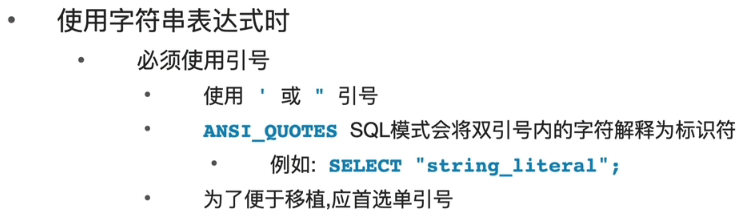 • 使用字符串表达式时
• 必须使用引号
• 使用 ' 或 " 引号
• ANSI_QUOTES SQL模式会将双引号内的字符解释为标识符
• 例如: SELECT "string_literal";
• 为了便于移植,应首选单引号